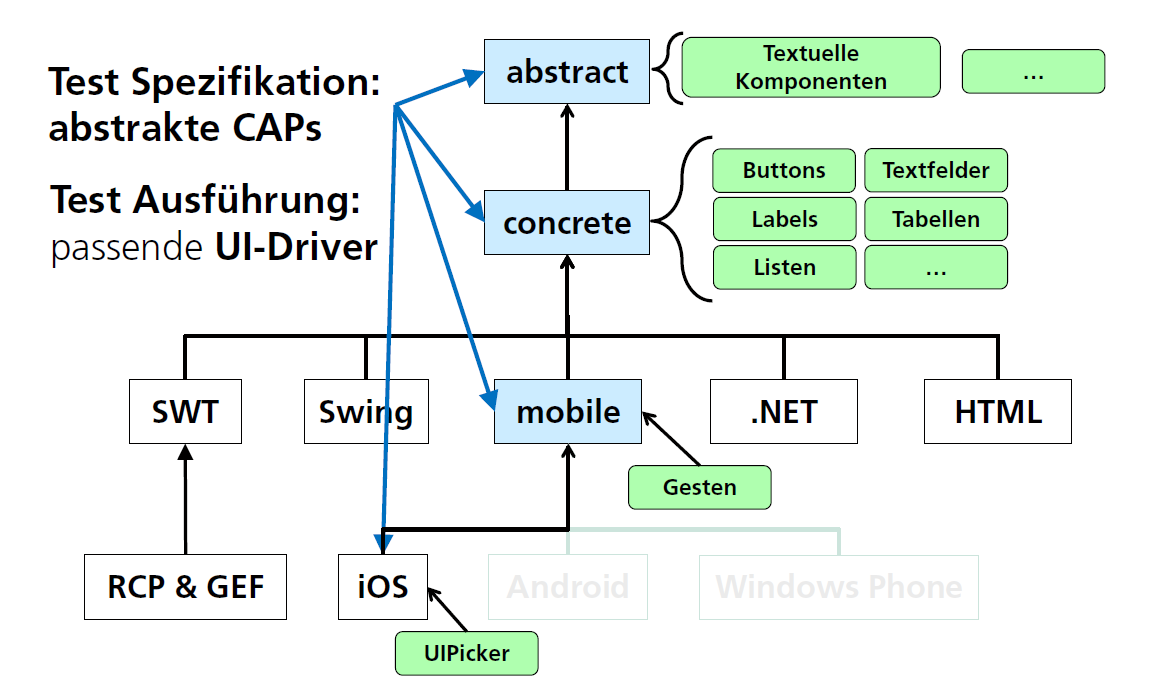 Test Spezifikation:
abstrakte CAPs
Test Ausführung:
passende UI-Driver
abstract
Textuelle
Komponenten
...
concrete
Buttons
Textfelder
Labels
Tabellen
Listen
...
SWT
Swing
mobile
.NET
HTML
Gesten
RCP & GEF
iOS
Android
Windows Phone
UIPicker